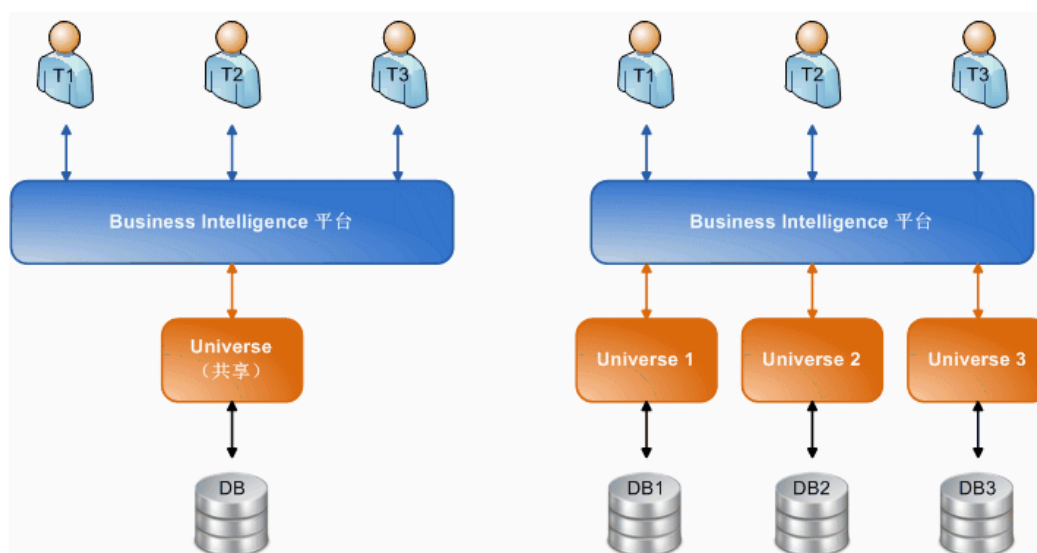 T1
T2
T3
Business Intelligence 平台
Universe
（共享）
DB
T1
T2
T3
Business Intelligence 平台
Universe 1
Universe 2
Universe 3
DB1
DB2
DB3